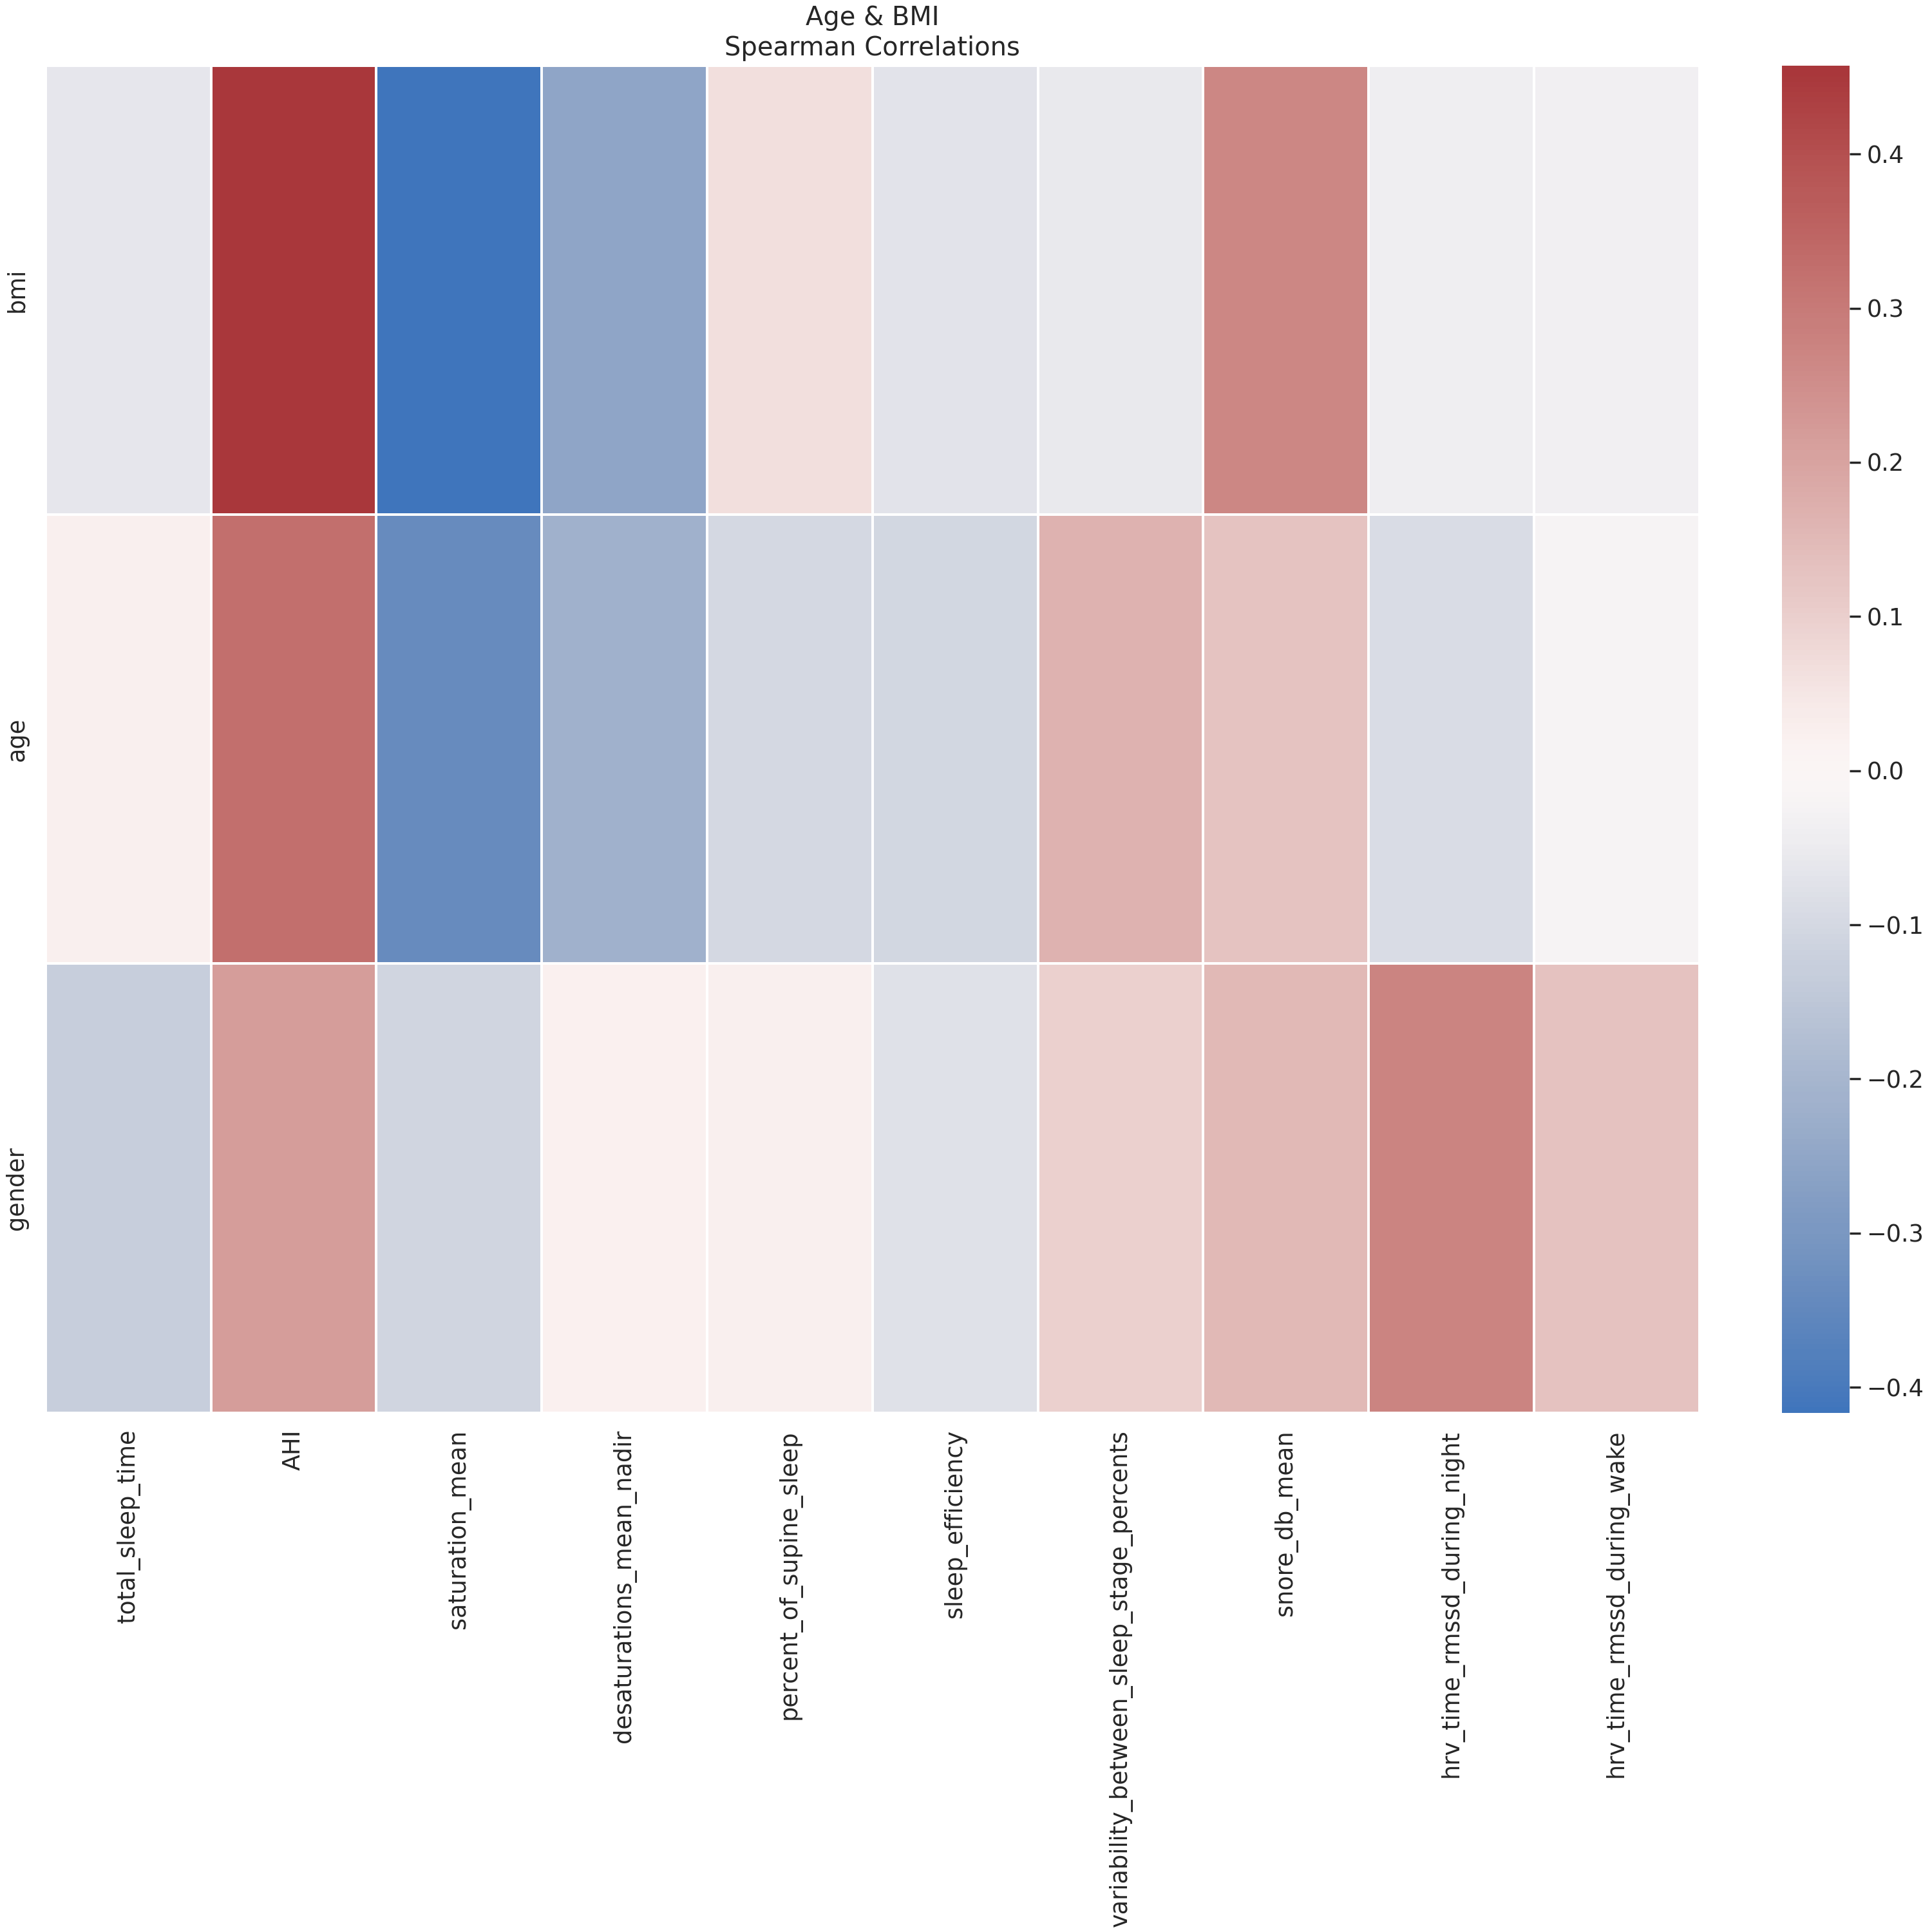 Age & BMI
Spearman Correlations
bmi
age
gender
total_sleep_time
AHI
saturation_mean
desaturations_mean_nadir
percent_of_supine_sleep
sleep_efficiency
variability_between_sleep_stage_percents
snore_db_mean
hrv_time_rmssd_during_night
hrv_time_rmssd_during_wake
0.4
0.3
0.2
0.1
0.0
−0.1
−0.2
−0.3
−0.4